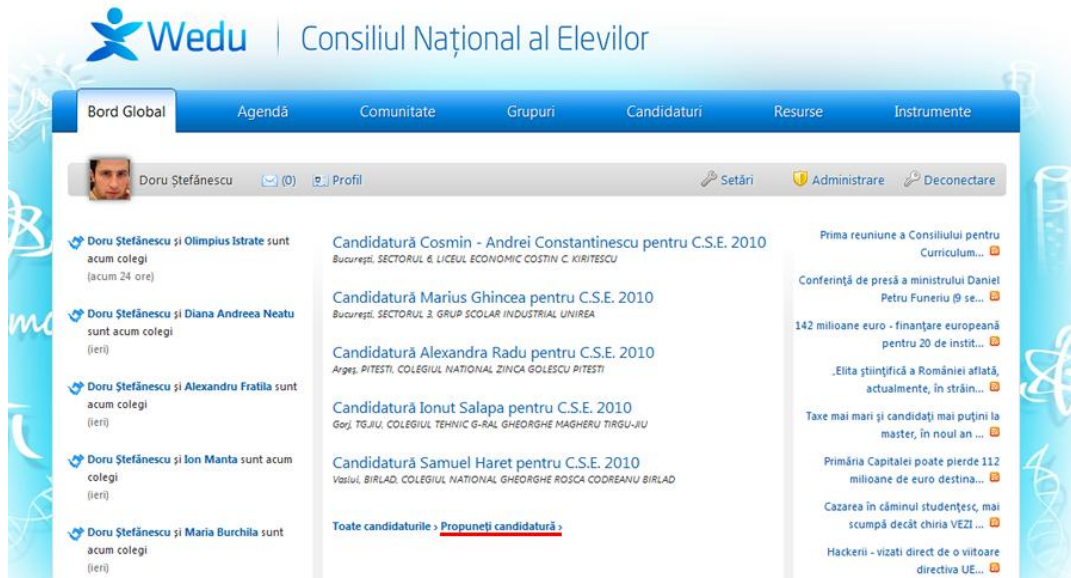 Wedu | Consiliul Național al Elevilor
Bord Global Agendă Comunitate Grupuri Candidaturi Resurse Instrumente
Doru Ștefănescu (0) Profil Setări Administrare Deconectare
Doru Ștefănescu și Olimpius Istrate sunt
acum colegi
(acum 24 ore)
Doru Ștefănescu și Diana Andreea Neatu
sunt acum colegi
(ieri)
Doru Ștefănescu și Alexandru Fratila sunt
acum colegi
(ieri)
Doru Ștefănescu și Ion Manta sunt acum
colegi
(ieri)
Doru Ștefănescu și Maria Burchila sunt
acum colegi
(ieri)
Candidatură Cosmin - Andrei Constantinescu pentru C.S.E. 2010
București, SECTORUL 6, LICEUL ECONOMIC COSTIN C. KIRITESCU
Candidatură Marius Ghincea pentru C.S.E. 2010
București, SECTORUL 3, GRUP SCOLAR INDUSTRIAL UNIREA
Candidatură Alexandra Radu pentru C.S.E. 2010
Argeș, PITESTI, COLEGIUL NATIONAL ZINCA GOLESCU PITESTI
Candidatură Ionut Salapa pentru C.S.E. 2010
Gorj, TG.JIU, COLEGIUL TEHNIC G-RAL GHEORGHE MAGHERU TIRGU-JIU
Candidatură Samuel Haret pentru C.S.E. 2010
Vaslui, BIRLAD, COLEGIUL NATIONAL GHEORGHE ROSCA CODREANU BIRLAD
Toate candidaturile › Propuneți candidatură ›
Prima reuniune a Consiliului pentru
Curriculum...
Conferință de presă a ministrului Daniel
Petru Funeriu (9 se...
142 milioane euro - finanțare europeană
pentru 20 de instit...
„Elita științifică a României aflată,
actualmente, în străin...
Taxe mai mari și candidați mai puțini la
master, în noul an ...
Primăria Capitalei poate pierde 112
milioane de euro destina...
Cazarea în căminul studențesc, mai
scumpă decât chiria VEZI ...
Hackerii - vizati direct de o viitoare
directiva UE...